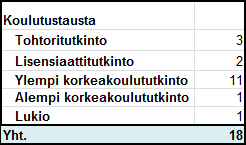 Koulutustausta
Tohtoritutkinto 3
Lisensiaattitutkinto 2
Ylempi korkeakoulututkinto 11
Alempi korkeakoulututkinto 1
Lukio 1
Yht. 18